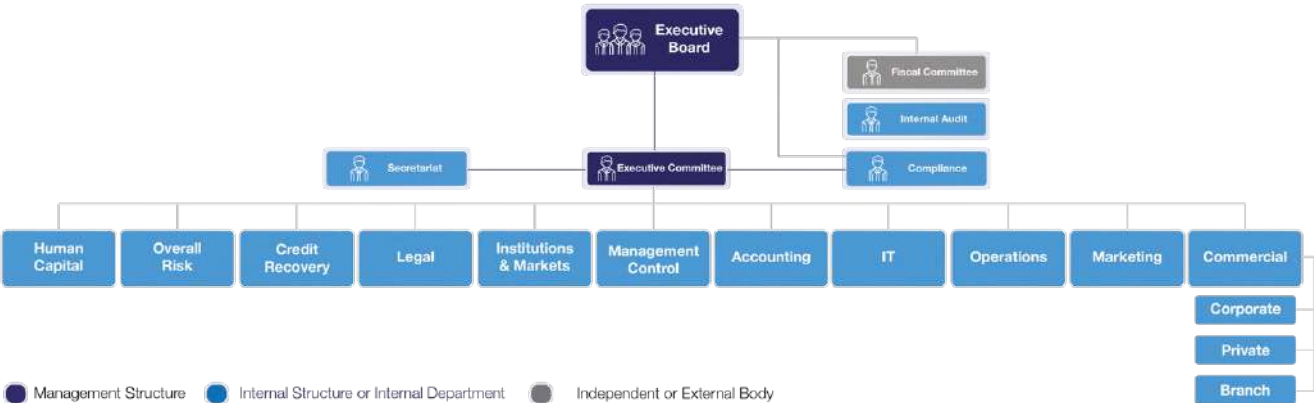 Executive
Board
Fiscal Committee
Internal Audit
Secretariat
Executive Committee
Compliance
Human
Capital
Overall
Risk
Credit
Recovery
Legal
Institutions
& Markets
Management
Control
Accounting
IT
Operations
Marketing
Commercial
Corporate
Private
Branch
Management Structure
Internal Structure or Internal Department
Independent or External Body